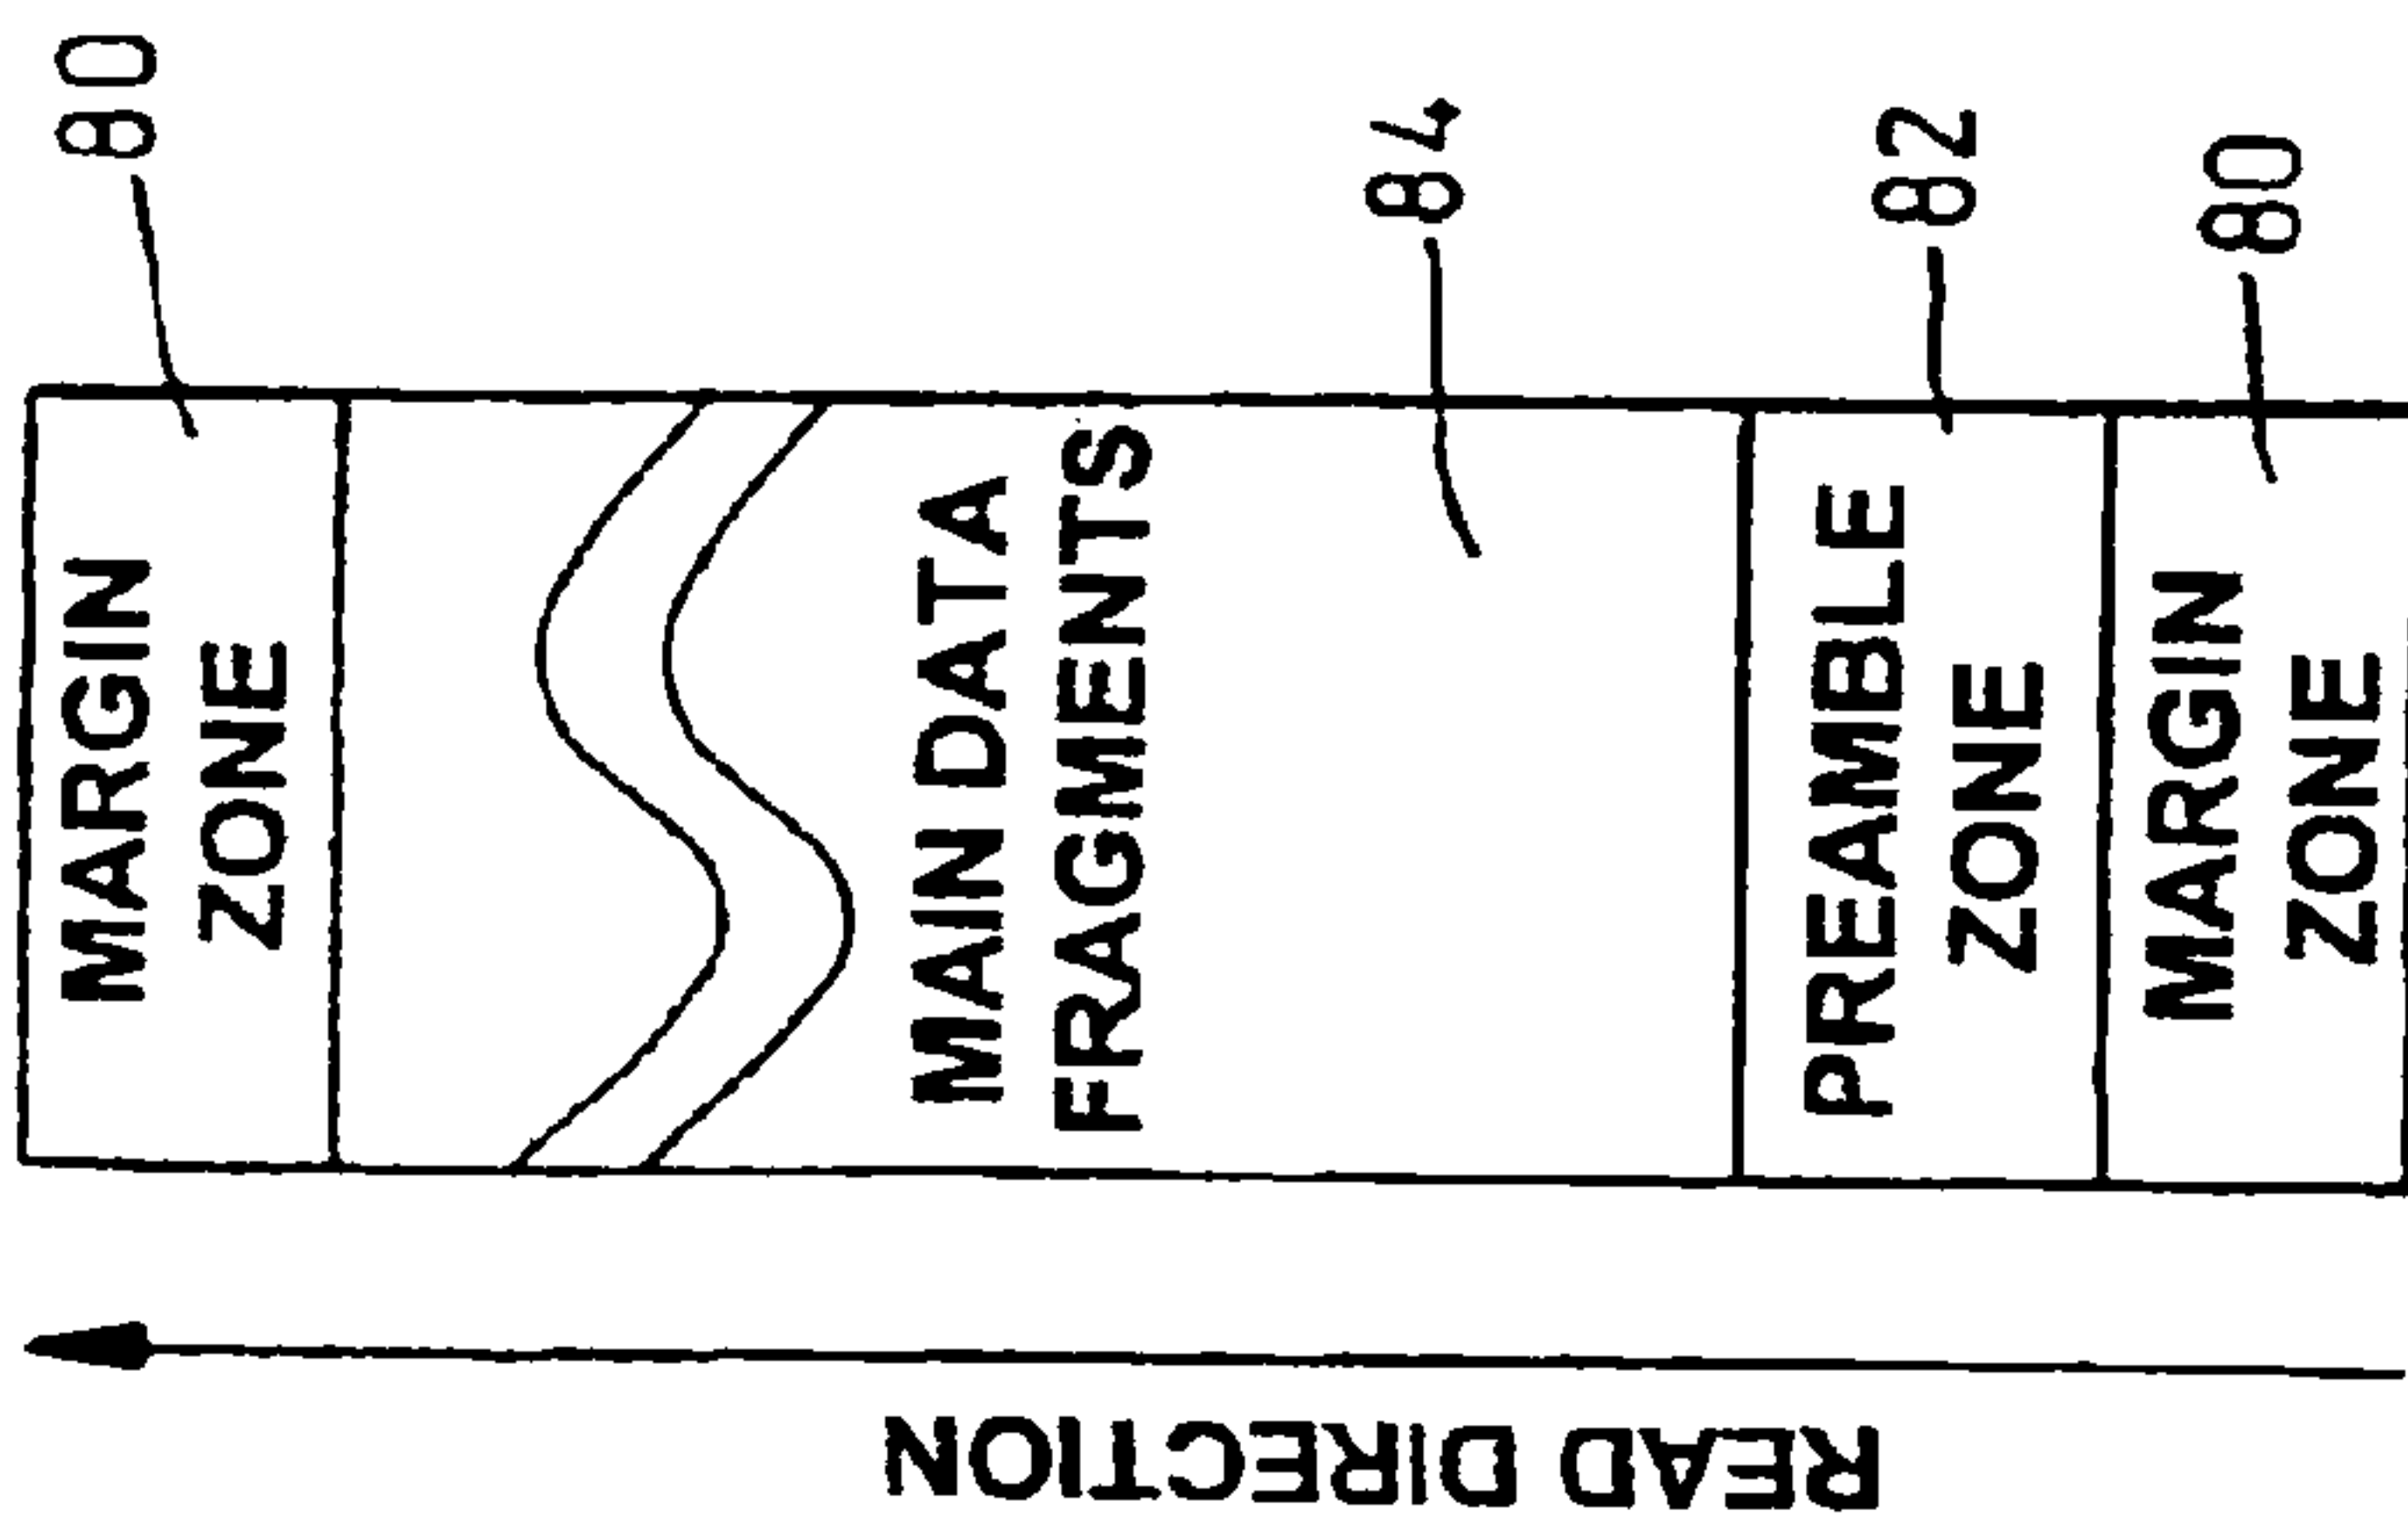 MARGIN
ZONE
80
MAIN DATA
FRAGMENTS
84
PREAMBLE
ZONE
82
MARGIN
ZONE
80
READ DIRECTION